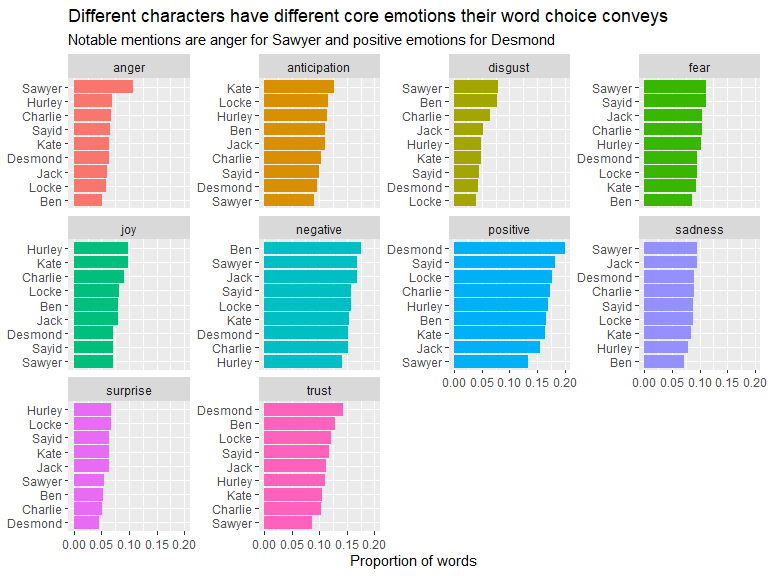 Different characters have different core emotions their word choice conveys
Notable mentions are anger for Sawyer and positive emotions for Desmond
anger
Sawyer
Hurley
Charlie
Sayid
Kate
Desmond
Jack
Locke
Ben
anticipation
Kate
Locke
Hurley
Ben
Jack
Charlie
Sayid
Desmond
Sawyer
disgust
Sawyer
Ben
Charlie
Jack
Hurley
Kate
Sayid
Desmond
Locke
fear
Sawyer
Sayid
Jack
Charlie
Hurley
Desmond
Locke
Kate
Ben
joy
Hurley
Kate
Charlie
Locke
Ben
Jack
Desmond
Sayid
Sawyer
negative
Ben
Sawyer
Jack
Sayid
Locke
Kate
Desmond
Charlie
Hurley
positive
Desmond
Sayid
Locke
Charlie
Hurley
Ben
Kate
Jack
Sawyer
0.00 0.05 0.10 0.15 0.20
sadness
Sawyer
Jack
Desmond
Charlie
Sayid
Locke
Kate
Hurley
Ben
0.00 0.05 0.10 0.15 0.20
surprise
Hurley
Locke
Sayid
Kate
Jack
Sawyer
Ben
Charlie
Desmond
0.00 0.05 0.10 0.15 0.20
trust
Desmond
Ben
Locke
Sayid
Jack
Hurley
Kate
Charlie
Sawyer
0.00 0.05 0.10 0.15 0.20
Proportion of words